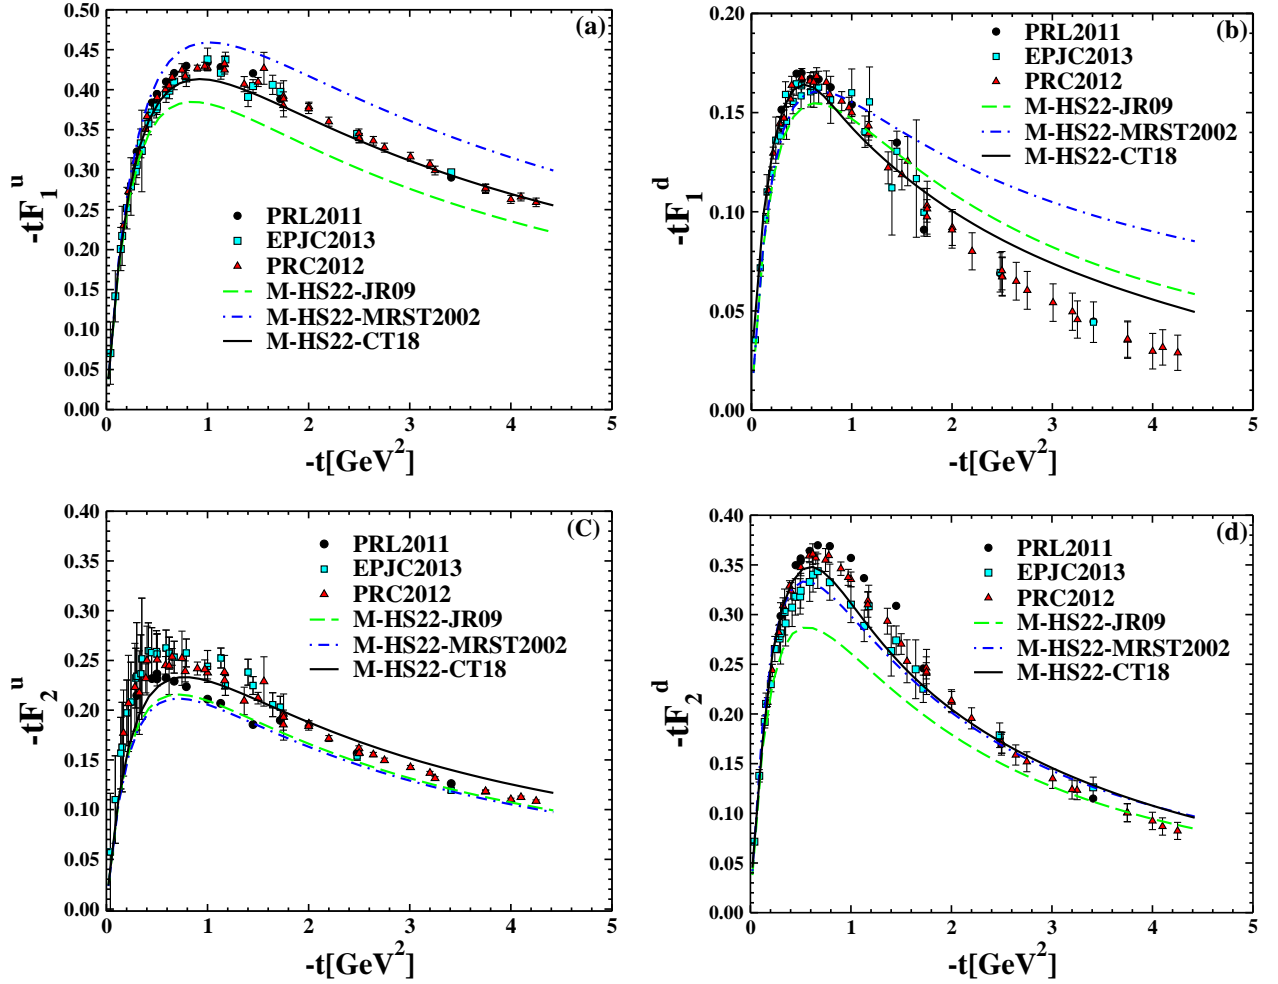 (a)
0.50
0.45
0.40
0.35
0.30
0.25
0.20
0.15
0.10
0.05
0.00
-tF₁ᵘ
PRL2011
EPJC2013
PRC2012
M-HS22-JR09
M-HS22-MRST2002
M-HS22-CT18
0 1 2 3 4 5
-t[GeV²]
(b)
0.20
0.15
0.10
0.05
0.00
-tF₁ᵈ
PRL2011
EPJC2013
PRC2012
M-HS22-JR09
M-HS22-MRST2002
M-HS22-CT18
0 1 2 3 4 5
-t[GeV²]
(C)
0.40
0.35
0.30
0.25
0.20
0.15
0.10
0.05
0.00
-tF₂ᵘ
PRL2011
EPJC2013
PRC2012
M-HS22-JR09
M-HS22-MRST2002
M-HS22-CT18
0 1 2 3 4 5
-t[GeV²]
(d)
0.40
0.35
0.30
0.25
0.20
0.15
0.10
0.05
0.00
-tF₂ᵈ
PRL2011
EPJC2013
PRC2012
M-HS22-JR09
M-HS22-MRST2002
M-HS22-CT18
0 1 2 3 4 5
-t[GeV²]